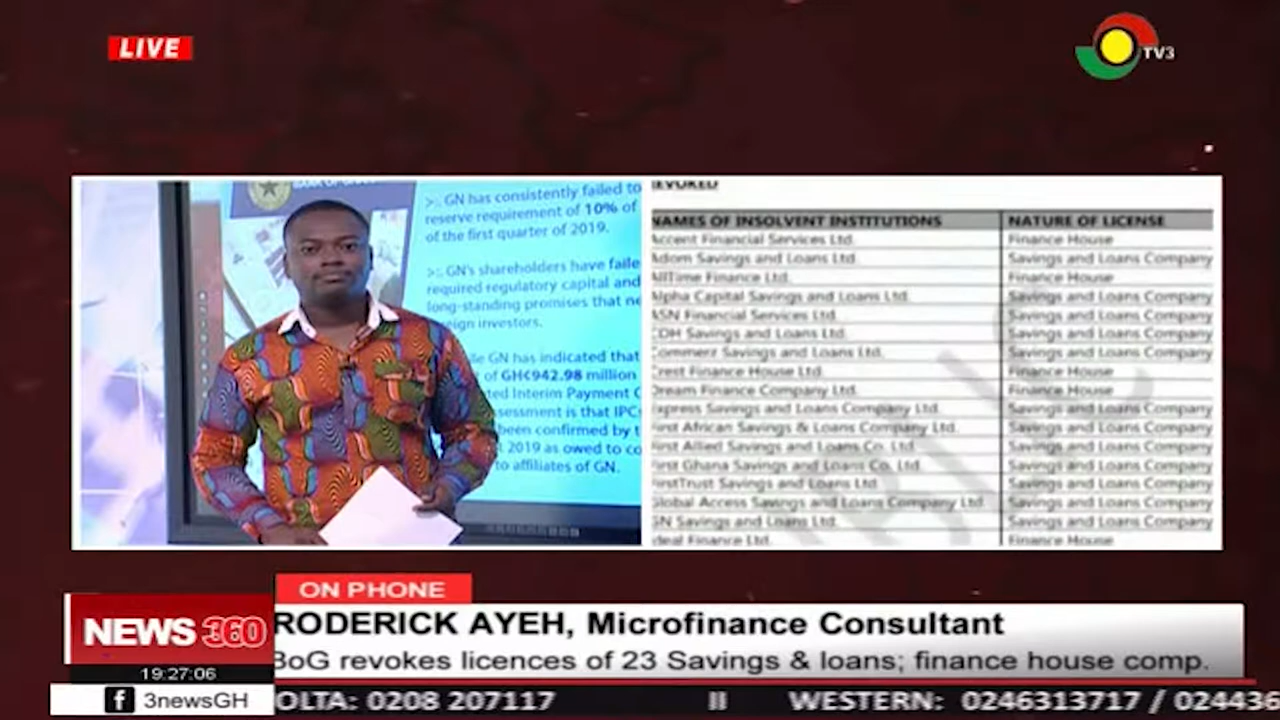 LIVE
TV3
>:. GN has consistently failed to
reserve requirement of 10% of
of the first quarter of 2019.
>:. GN's shareholders have faile
required regulatory capital and
long-standing promises that ne
eign investors.
le GN has indicated that
of GH¢942.98 million
ted Interim Payment C
sessment is that IPC
been confirmed by t
2019 as owed to co
to affiliates of GN.
EVOKED
NAMES OF INSOLVENT INSTITUTIONS NATURE OF LICENSE
Accent Financial Services Ltd. Finance House
Adom Savings and Loans Ltd. Savings and Loans Company
AllTime Finance Ltd. Finance House
Alpha Capital Savings and Loans Ltd. Savings and Loans Company
ASN Financial Services Ltd. Savings and Loans Company
CDH Savings and Loans Ltd. Savings and Loans Company
Commerz Savings and Loans Ltd. Savings and Loans Company
Crest Finance House Ltd. Finance House
Dream Finance Company Ltd. Finance House
Express Savings and Loans Company Ltd. Savings and Loans Company
First African Savings & Loans Company Ltd. Savings and Loans Company
First Allied Savings and Loans Co. Ltd. Savings and Loans Company
First Ghana Savings and Loans Co. Ltd. Savings and Loans Company
FirstTrust Savings and Loans Ltd Savings and Loans Company
Global Access Savings and Loans Company Ltd. Savings and Loans Company
GN Savings and Loans Ltd. Savings and Loans Company
Ideal Finance Ltd. Finance House
ON PHONE
RODERICK AYEH, Microfinance Consultant
NEWS 360
BoG revokes licences of 23 Savings & loans; finance house comp.
19:27:06
3newsGH
OLTA: 0208 207117 II WESTERN: 0246313717 / 024436